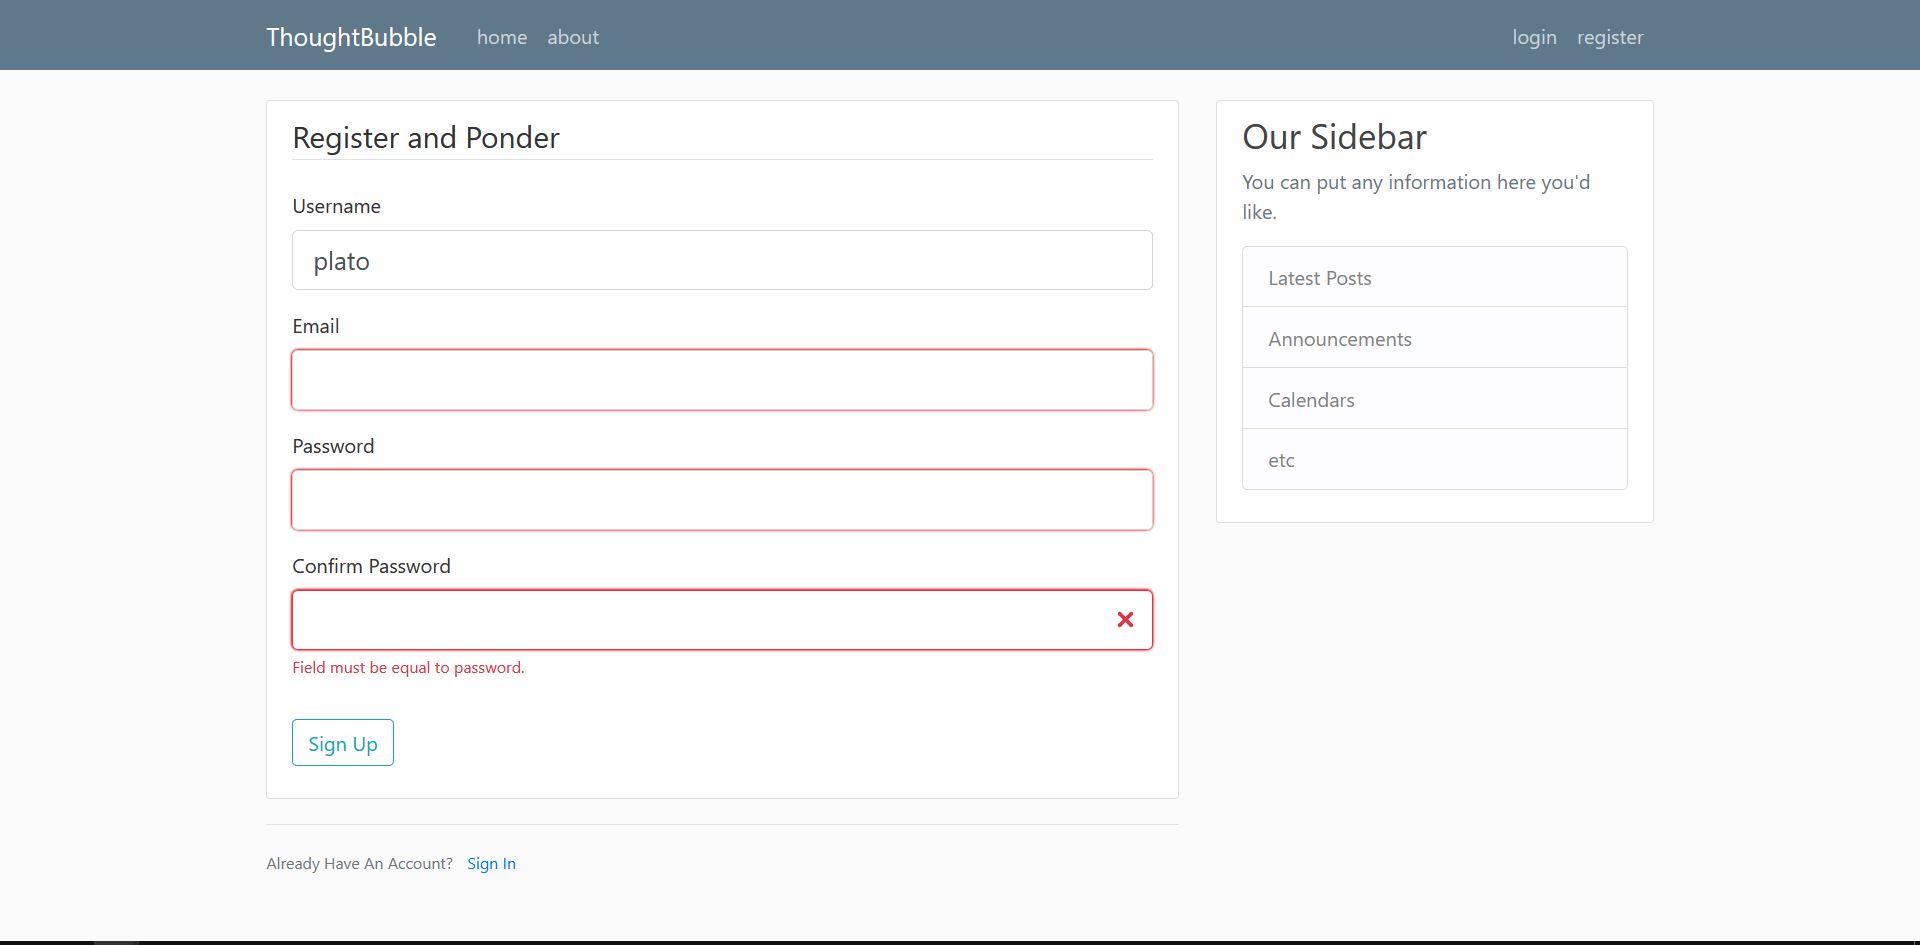 ThoughtBubble home about login register
Register and Ponder
Username
plato
Email
Password
Confirm Password
Field must be equal to password.
Sign Up
Already Have An Account? Sign In
Our Sidebar
You can put any information here you'd
like.
Latest Posts
Announcements
Calendars
etc